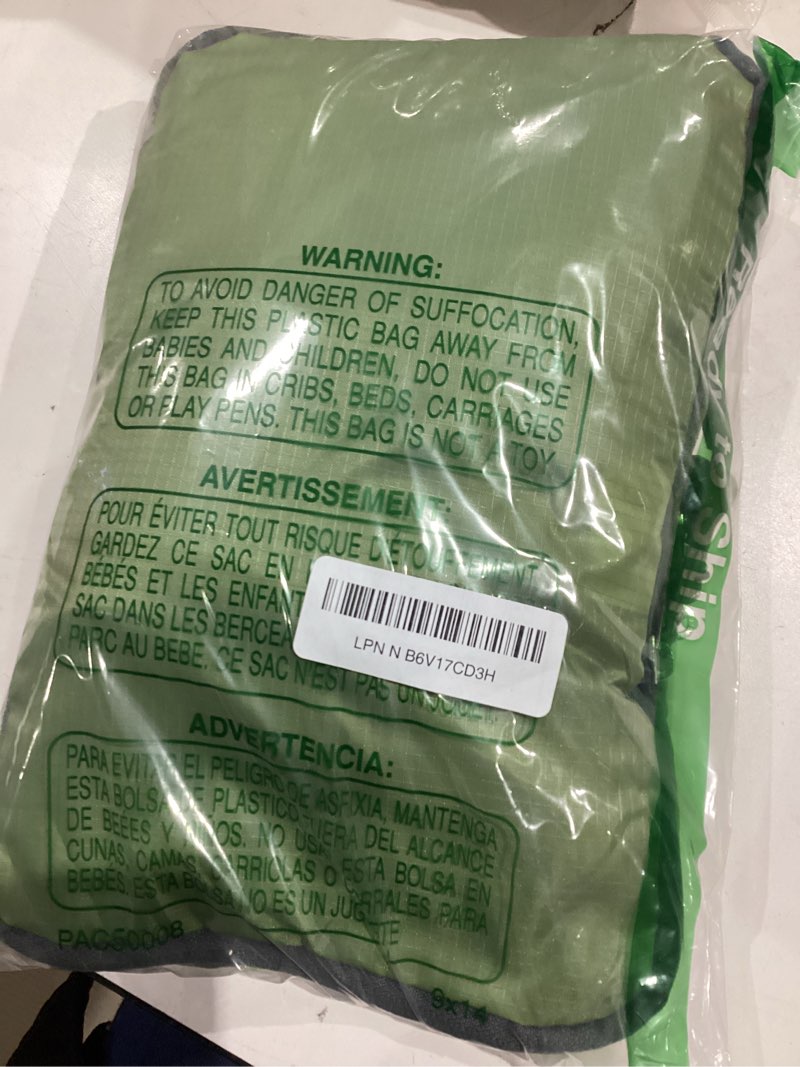 WARNING:
TO AVOID DANGER OF SUFFOCATION,
KEEP THIS PLASTIC BAG AWAY FROM
BABIES AND CHILDREN, DO NOT USE
THIS BAG IN CRIBS, BEDS, CARRIAGES
OR PLAY PENS. THIS BAG IS NOT A TOY
AVERTISSEMENT:
POUR ÉVITER TOUT RISQUE D'ÉTOUFFEMENT,
GARDEZ CE SAC EN
BÉBÉS ET LES ENFANT
SAC DANS LES BERCEA
PARC AU BEBE, CE SAC N'EST PAS UN JOUET.
LPN N B6V17CD3H
ADVERTENCIA:
PARA EVITAR EL PELIGRO DE ASFIXIA, MANTENGA
ESTA BOLSA DE PLASTICO FUERA DEL ALCANCE
DE BEBES Y NIÑOS. NO USE
CUNAS, CAMAS, CARRIOLAS O ESTA BOLSA EN
BEBÉS. ESTA BOLSA NO ES UN JUGUETE CORRALES PARA
PACS0008
9x14
Ready to Ship